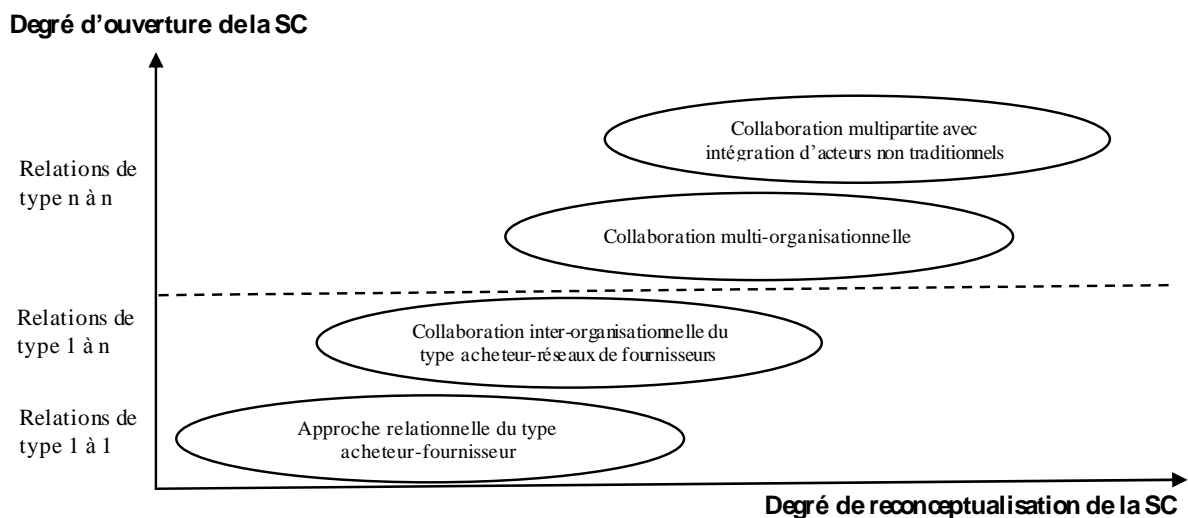 Degré d’ouverture de la SC
Collaboration multipartite avec
intégration d’acteurs non traditionnels
Relations de
type n à n
Collaboration multi-organisationnelle
Relations de
type 1 à n
Collaboration inter-organisationnelle du
type acheteur-réseaux de fournisseurs
Relations de
type 1 à 1
Approche relationnelle du type
acheteur-fournisseur
Degré de reconceptualisation de la SC